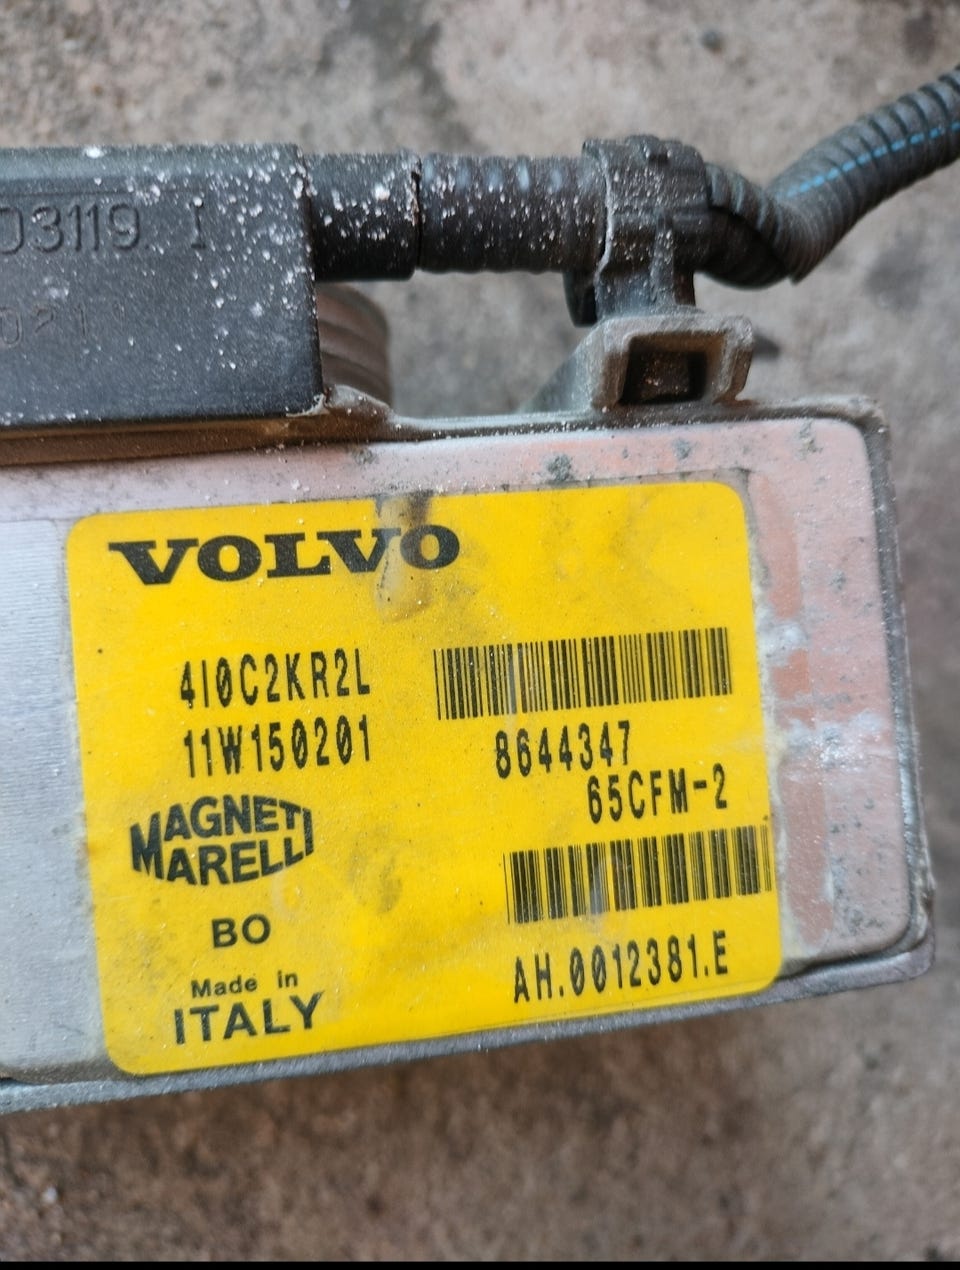 03119 I
VOLVO
4I0C2KR2L
11W150201
8644347
65CFM-2
MAGNETI
MARELLI
BO
Made in
ITALY
AH.0012381.E